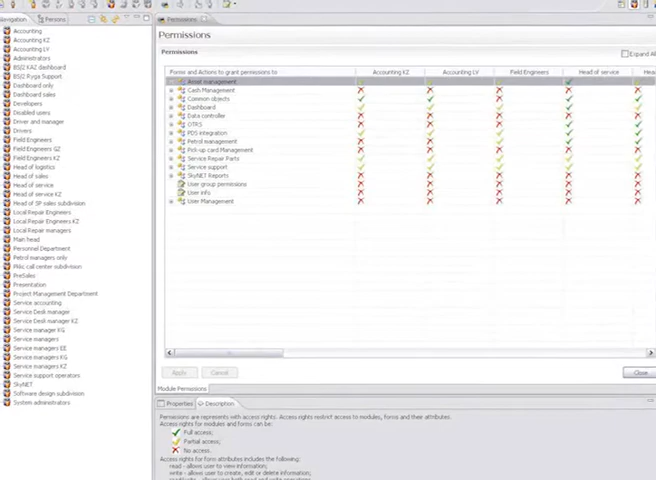 Navigation
Persons
Accounting
Accounting KZ
Accounting LV
Administrators
BSJ2 KAZ dashboard
BSJ2 Ryga Support
Dashboard only
Dashboard sales
Developers
Disabled users
Driver and manager
Drivers
Field Engineers
Field Engineers GZ
Field Engineers KZ
Head of logistics
Head of sales
Head of service
Head of service KZ
Head of SP sales subdivision
Local Repair Engineers
Local Repair Engineers KZ
Local Repair managers
Main head
Personnel Department
Petrol managers only
PMic call center subdivision
PreSales
Presentation
Project Management Department
Service accounting
Service Desk manager
Service Desk manager KZ
Service manager KG
Service managers
Service managers EE
Service managers KG
Service managers KZ
Service support operators
SkyNET
Software design subdivision
System administrators
Permissions
Permissions
Permissions
Expand All
Forms and Actions to grant permissions to
Accounting KZ
Accounting LV
Field Engineers
Head of service
Asset management
Cash Management
Common objects
Dashboard
Data controller
OTRS
PDS integration
Petrol management
Pick-up card Management
Service Repair Parts
Service support
SkyNET Reports
User group permissions
User info
User Management
Apply
Cancel
Close
Module Permissions
Properties
Description
Permissions are represents with access rights. Access rights restrict access to modules, forms and their attributes.
Access rights for modules and forms can be:
Full access;
Partial access;
No access.
Access rights for form attributes includes the following:
read - allows user to view information;
write - allows user to create, edit or delete information;